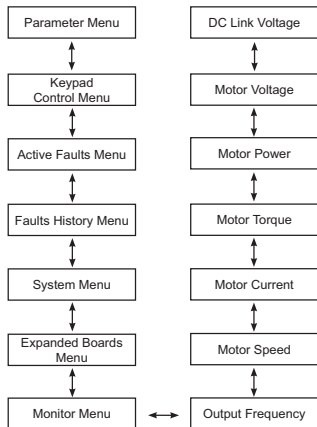 Parameter Menu
Keypad
Control Menu
Active Faults Menu
Faults History Menu
System Menu
Expanded Boards
Menu
Monitor Menu
DC Link Voltage
Motor Voltage
Motor Power
Motor Torque
Motor Current
Motor Speed
Output Frequency